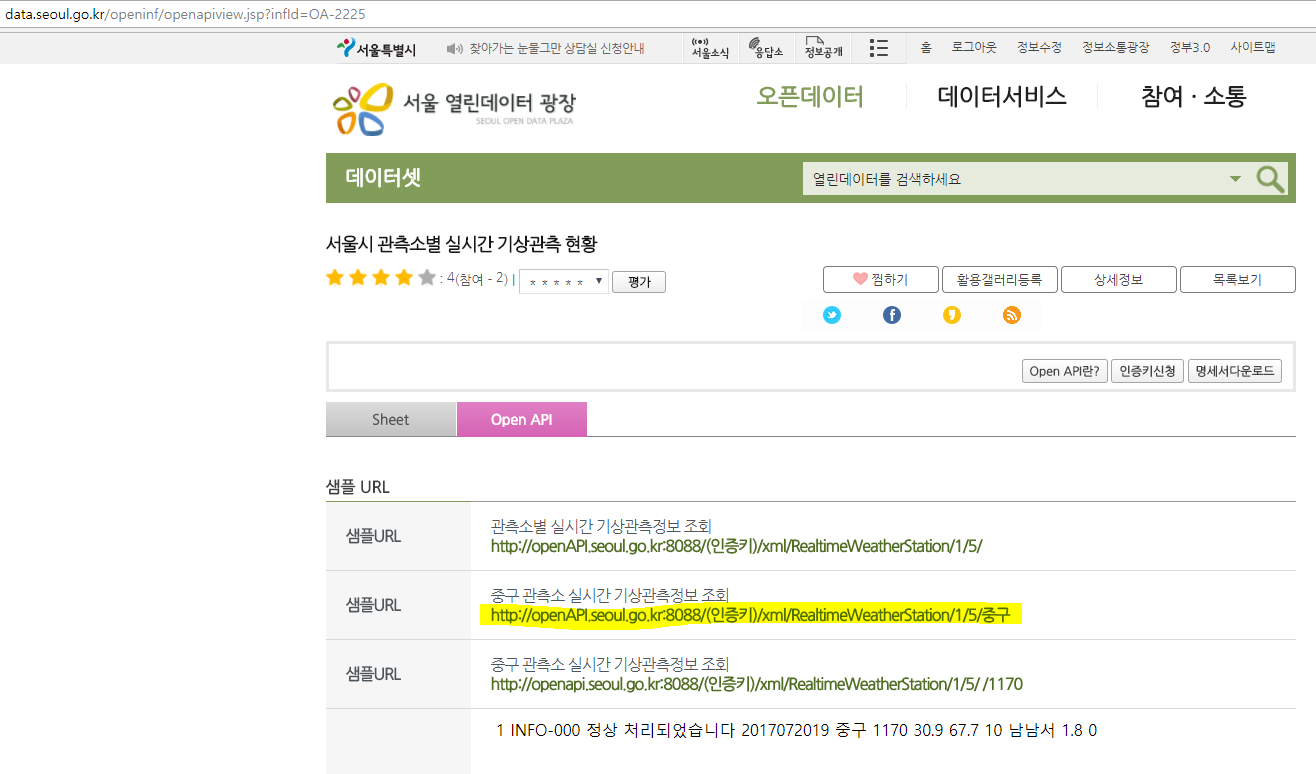 data.seoul.go.kr/openinf/openapiview.jsp?infId=OA-2225
서울특별시 찾아가는 눈물그만 상담실 신청안내 서울소식 응답소 정보공개 홈 로그아웃 정보수정 정보소통광장 정부3.0 사이트맵
서울 열린데이터 광장 오픈데이터 데이터서비스 참여 · 소통
SEOUL OPEN DATA PLAZA
데이터셋 열린데이터를 검색하세요
서울시 관측소별 실시간 기상관측 현황
: 4(참여 - 2) | * * * * * 평가 찜하기 활용갤러리등록 상세정보 목록보기
Open API란? 인증키신청 명세서다운로드
Sheet Open API
샘플 URL
샘플URL 관측소별 실시간 기상관측정보 조회
http://openAPI.seoul.go.kr:8088/(인증키)/xml/RealtimeWeatherStation/1/5/
샘플URL 중구 관측소 실시간 기상관측정보 조회
http://openAPI.seoul.go.kr:8088/(인증키)/xml/RealtimeWeatherStation/1/5/중구
샘플URL 중구 관측소 실시간 기상관측정보 조회
http://openapi.seoul.go.kr:8088/(인증키)/xml/RealtimeWeatherStation/1/5/ /1170
1 INFO-000 정상 처리되었습니다 2017072019 중구 1170 30.9 67.7 10 남남서 1.8 0